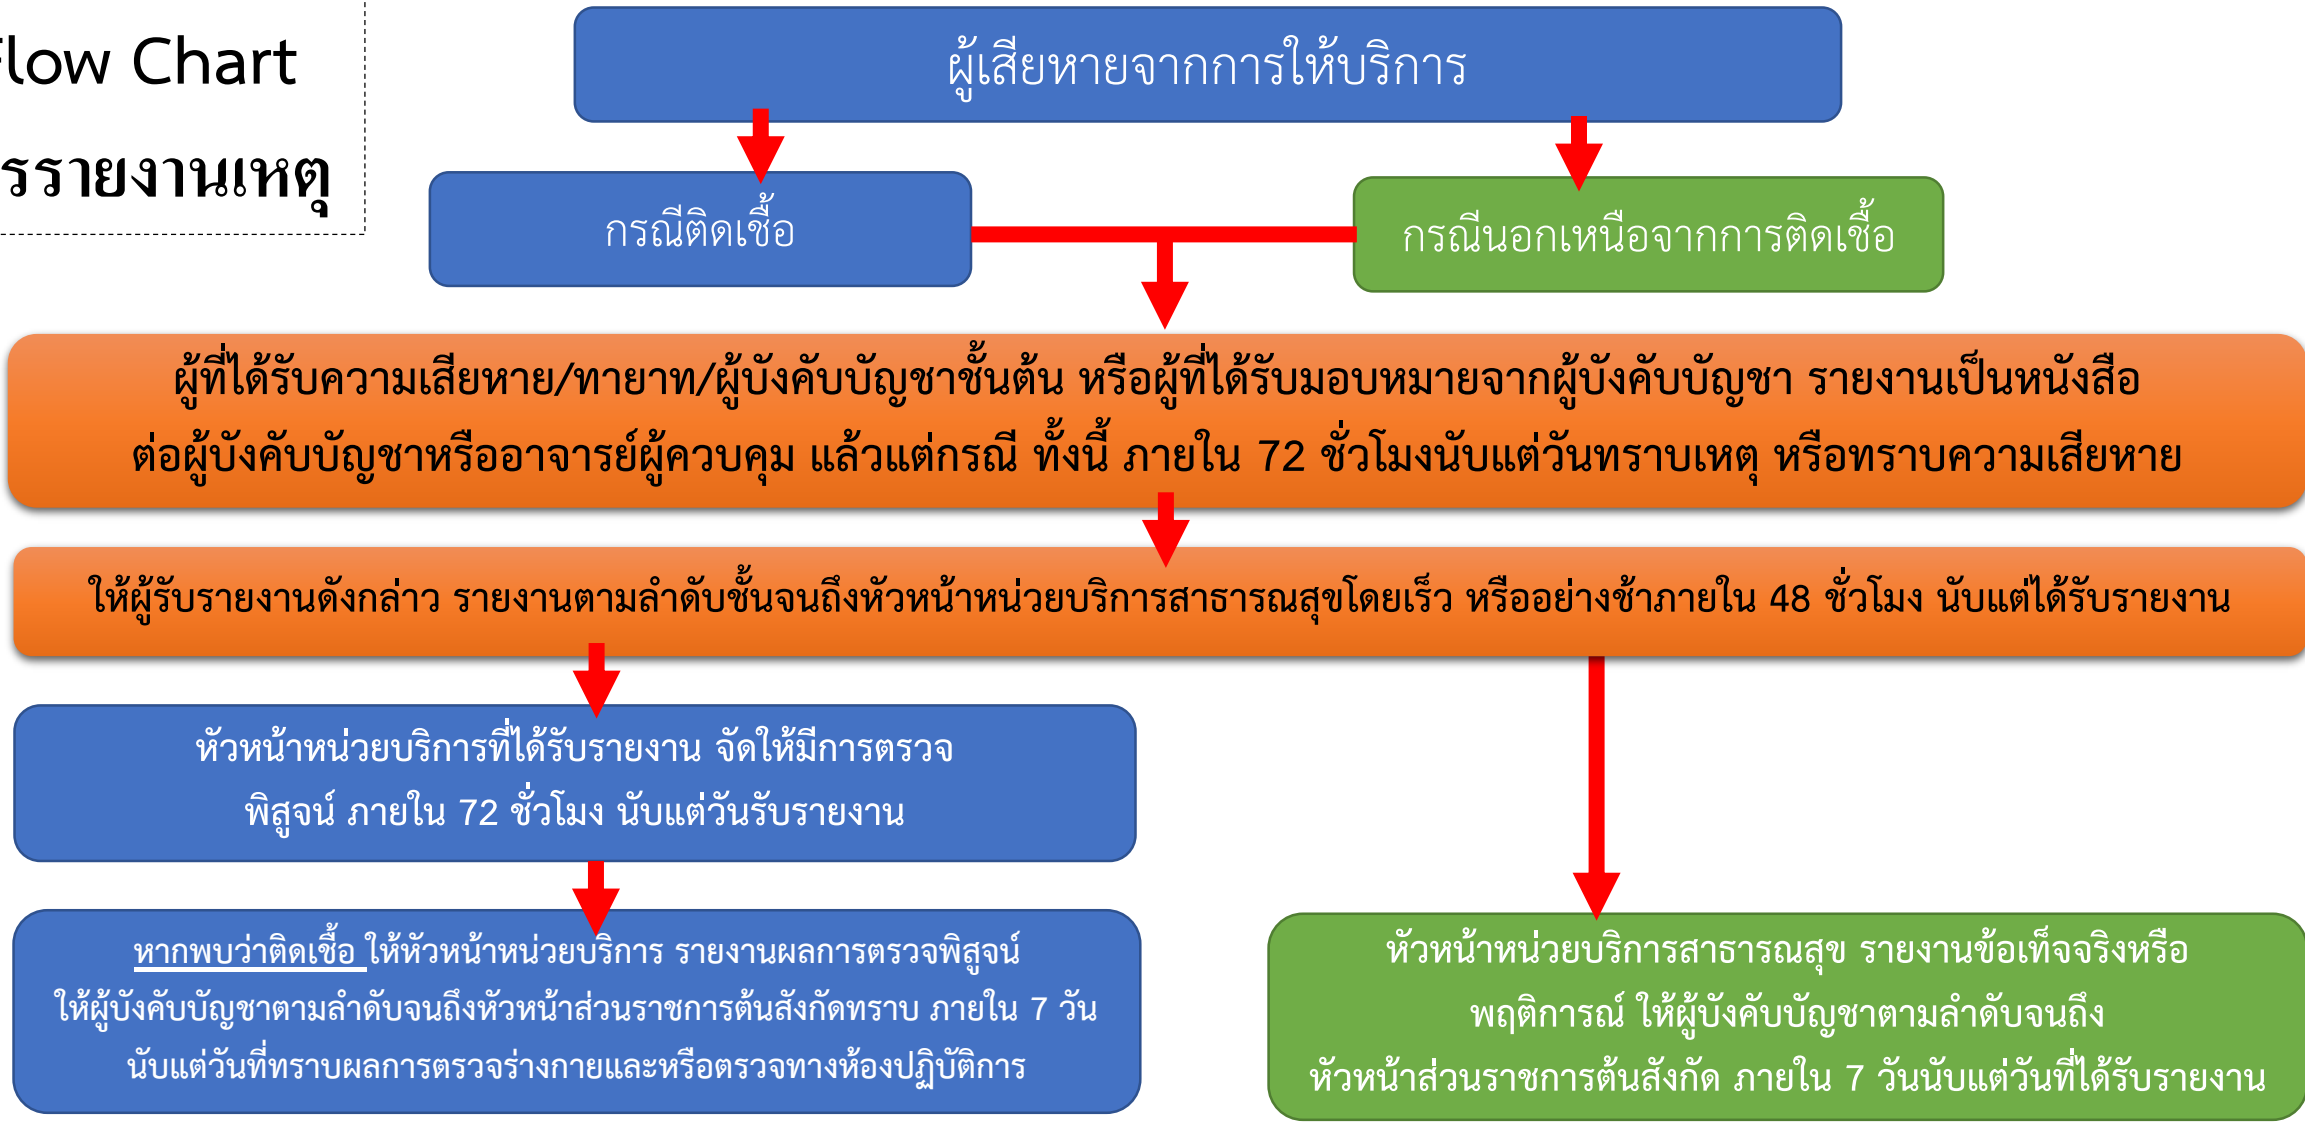 Flow Chart
รรายงานเหตุ
ผู้เสียหายจากการให้บริการ
กรณีติดเชื้อ
กรณีนอกเหนือจากการติดเชื้อ
ผู้ที่ได้รับความเสียหาย/ทายาท/ผู้บังคับบัญชาชั้นต้น หรือผู้ที่ได้รับมอบหมายจากผู้บังคับบัญชา รายงานเป็นหนังสือ
ต่อผู้บังคับบัญชาหรืออาจารย์ผู้ควบคุม แล้วแต่กรณี ทั้งนี้ ภายใน 72 ชั่วโมงนับแต่วันทราบเหตุ หรือทราบความเสียหาย
ให้ผู้รับรายงานดังกล่าว รายงานตามลำดับชั้นจนถึงหัวหน้าหน่วยบริการสาธารณสุขโดยเร็ว หรืออย่างช้าภายใน 48 ชั่วโมง นับแต่ได้รับรายงาน
หัวหน้าหน่วยบริการที่ได้รับรายงาน จัดให้มีการตรวจ
พิสูจน์ ภายใน 72 ชั่วโมง นับแต่วันรับรายงาน
หากพบว่าติดเชื้อ ให้หัวหน้าหน่วยบริการ รายงานผลการตรวจพิสูจน์
ให้ผู้บังคับบัญชาตามลำดับจนถึงหัวหน้าส่วนราชการต้นสังกัดทราบ ภายใน 7 วัน
นับแต่วันที่ทราบผลการตรวจร่างกายและหรือตรวจทางห้องปฏิบัติการ
หัวหน้าหน่วยบริการสาธารณสุข รายงานข้อเท็จจริงหรือ
พฤติการณ์ ให้ผู้บังคับบัญชาตามลำดับจนถึง
หัวหน้าส่วนราชการต้นสังกัด ภายใน 7 วันนับแต่วันที่ได้รับรายงาน